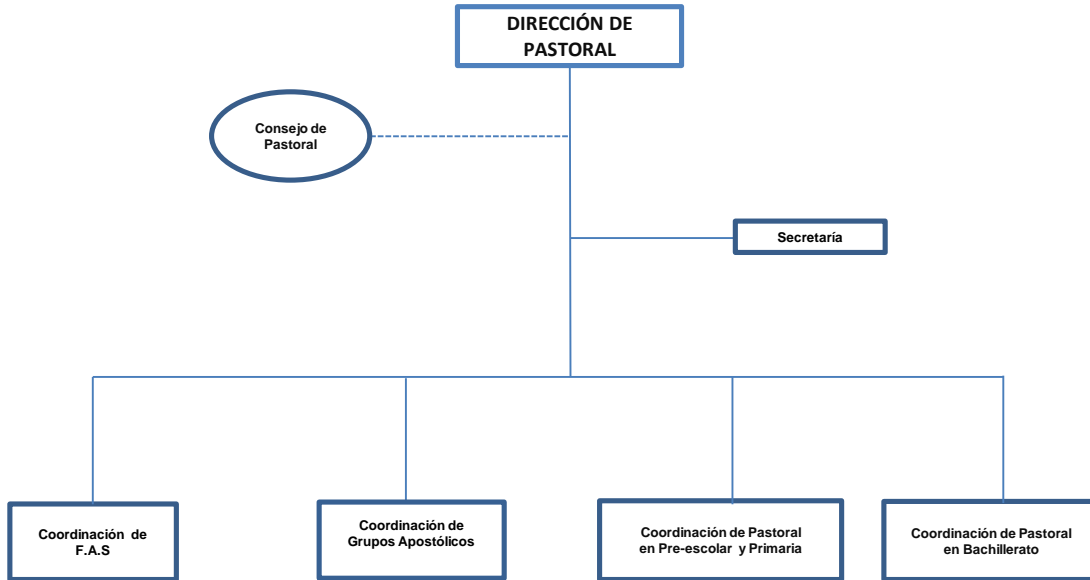 DIRECCIÓN DE
PASTORAL
Consejo de
Pastoral
Secretaría
Coordinación de
F.A.S
Coordinación de
Grupos Apostólicos
Coordinación de Pastoral
en Pre-escolar y Primaria
Coordinación de Pastoral
en Bachillerato